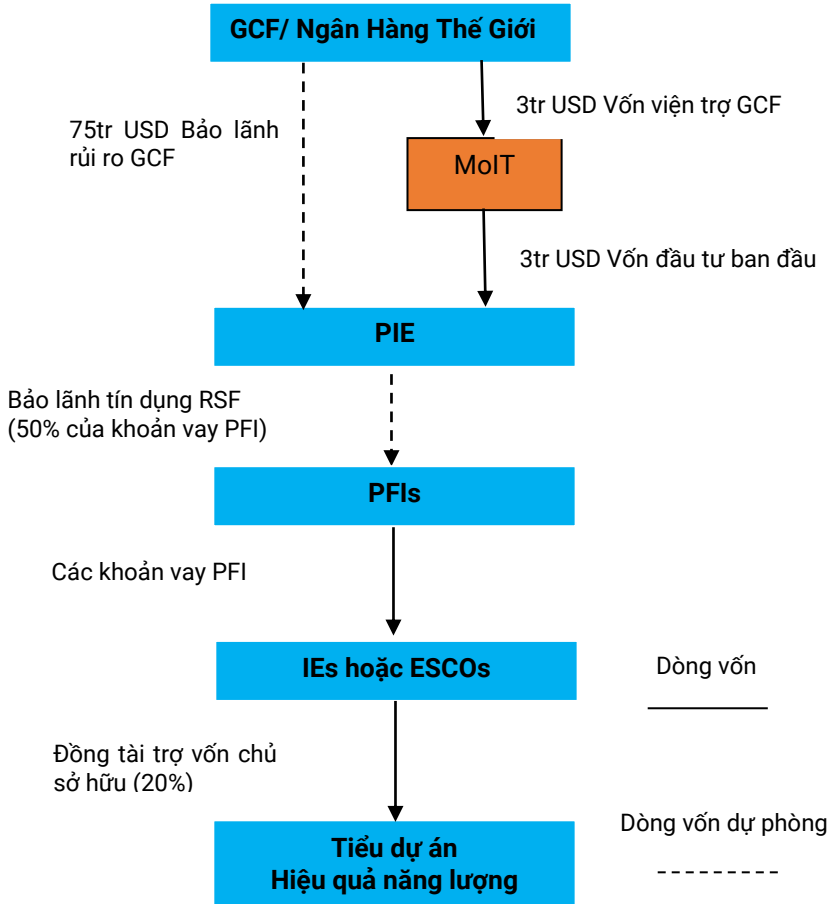 GCF/ Ngân Hàng Thế Giới
3tr USD Vốn viện trợ GCF
75tr USD Bảo lãnh
rủi ro GCF
MoIT
3tr USD Vốn đầu tư ban đầu
PIE
Bảo lãnh tín dụng RSF
(50% của khoản vay PFI)
PFIs
Các khoản vay PFI
IEs hoặc ESCOs
Dòng vốn
Đồng tài trợ vốn chủ
sở hữu (20%)
Dòng vốn dự phòng
Tiểu dự án
Hiệu quả năng lượng